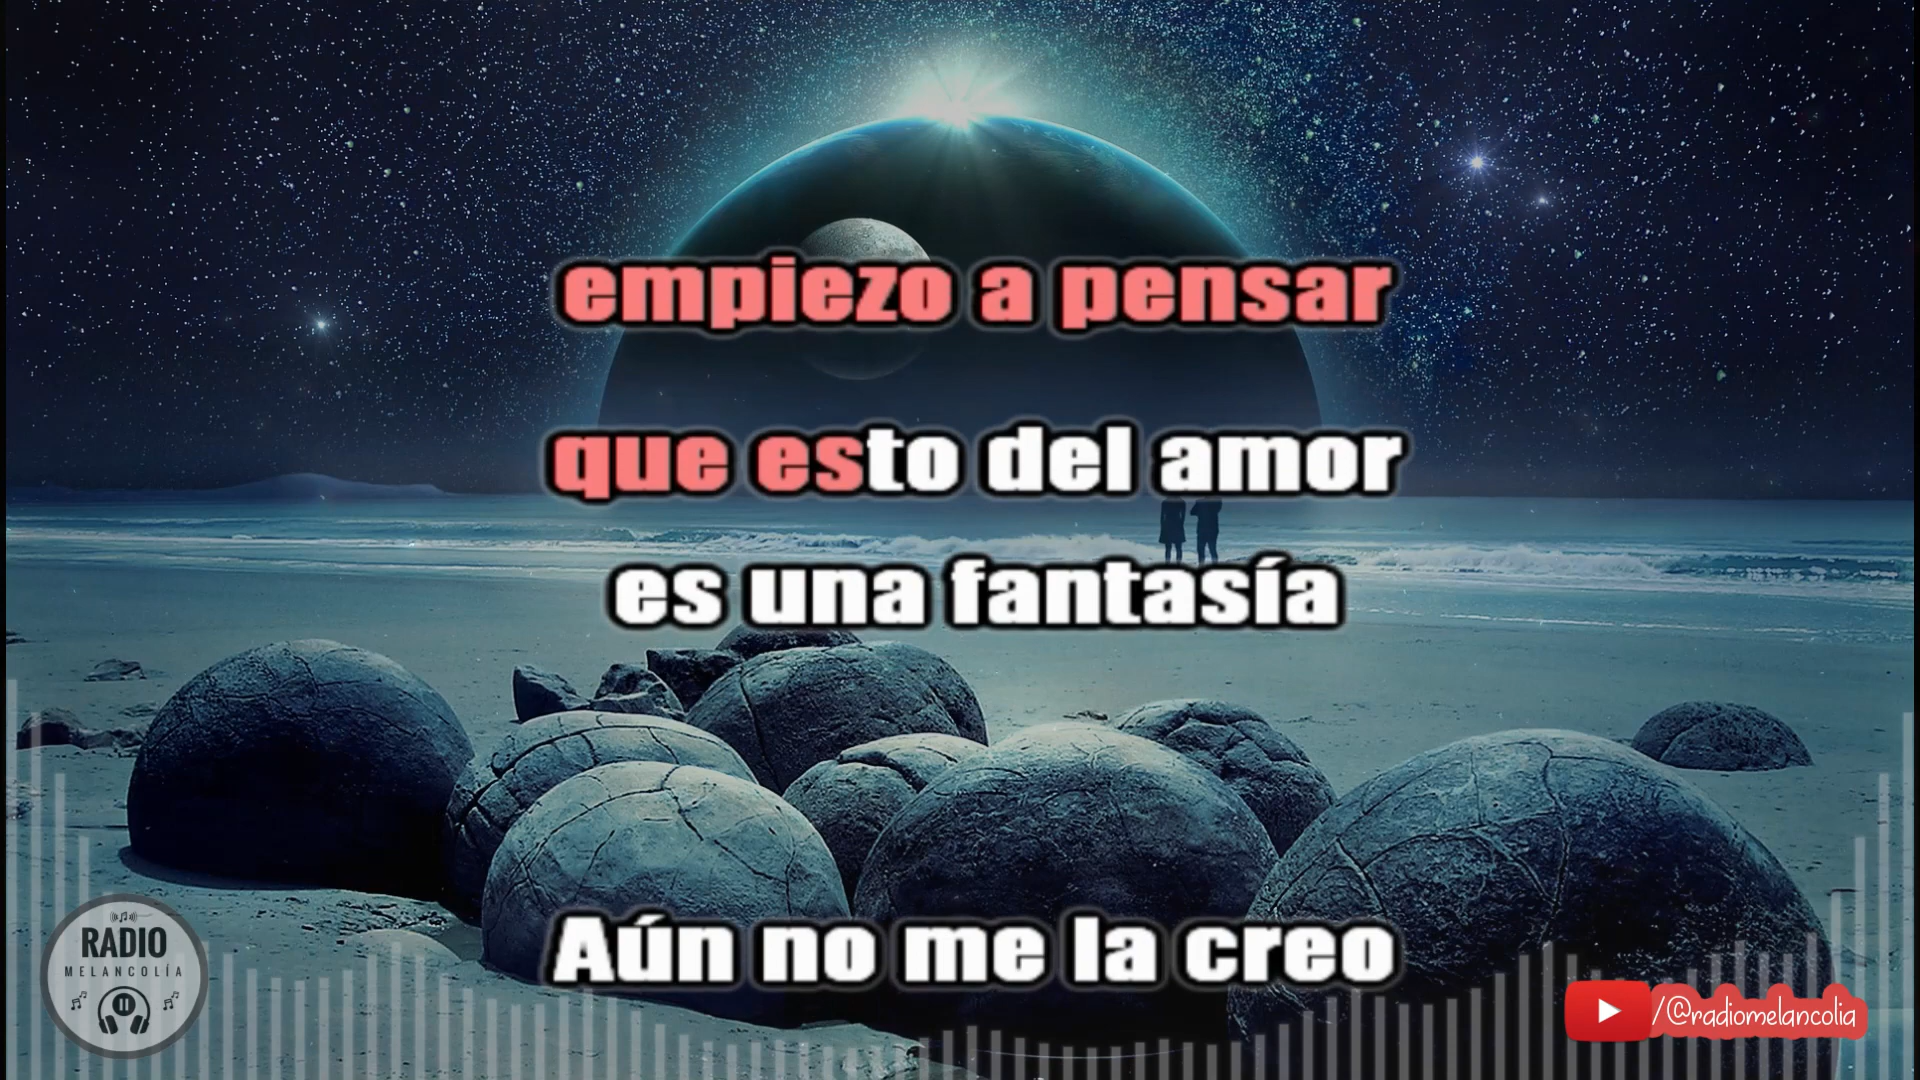 empiezo a pensar
que esto del amor
es una fantasía
Aún no me la creo
RADIO
MELANCOLÍA
/@radiomelancolia